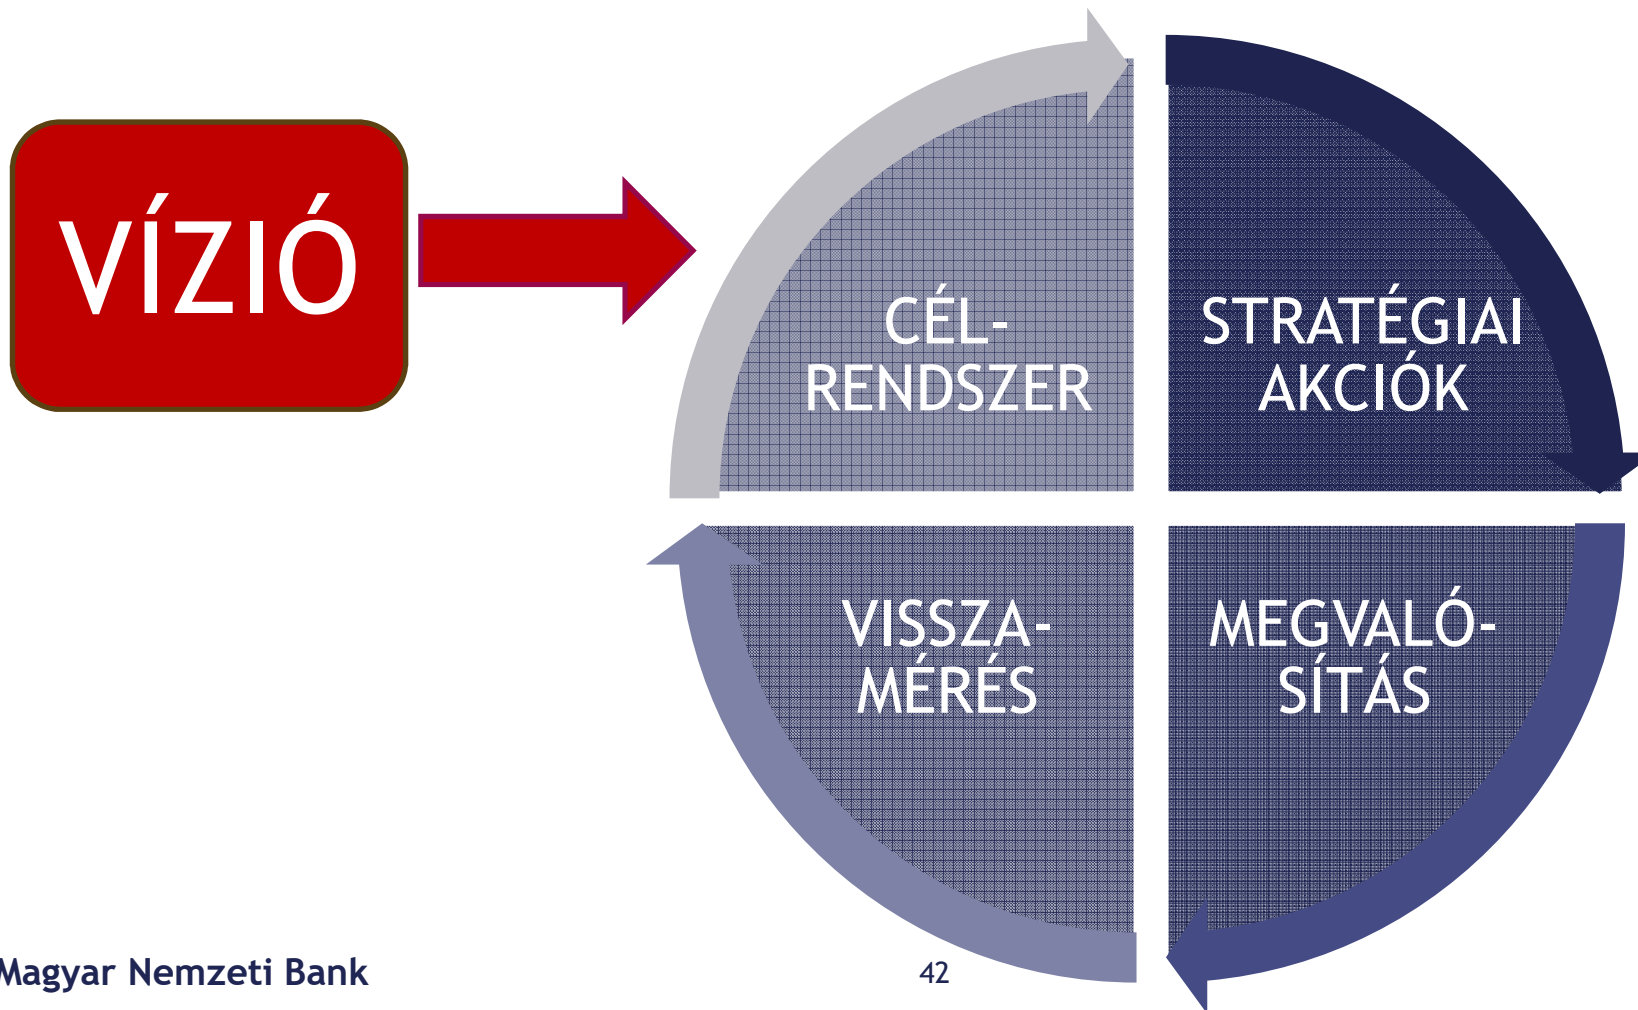 VÍZIÓ
CÉL-
RENDSZER
STRATÉGIAI
AKCIÓK
VISSZA-
MÉRÉS
MEGVALÓ-
SÍTÁS
Magyar Nemzeti Bank
42